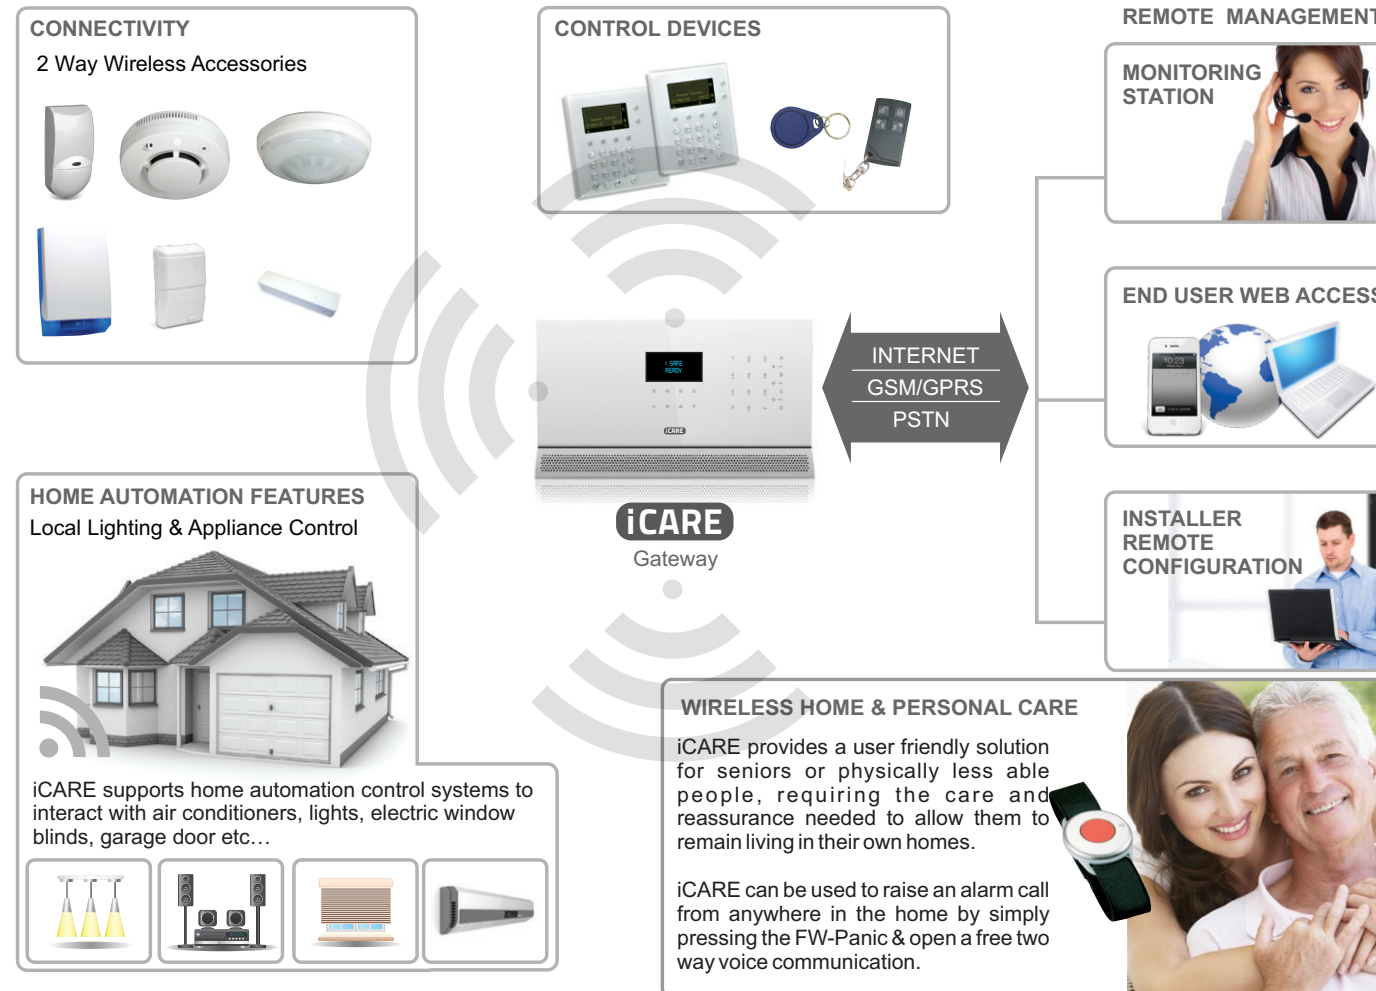 CONNECTIVITY
2 Way Wireless Accessories
CONTROL DEVICES
REMOTE MANAGEMENT
MONITORING
STATION
END USER WEB ACCESS
10:23
INTERNET
GSM/GPRS
PSTN
I SAFE
READY
iCARE
iCARE
Gateway
INSTALLER
REMOTE
CONFIGURATION
HOME AUTOMATION FEATURES
Local Lighting & Appliance Control
iCARE supports home automation control systems to
interact with air conditioners, lights, electric window
blinds, garage door etc…
WIRELESS HOME & PERSONAL CARE
iCARE provides a user friendly solution
for seniors or physically less able
people, requiring the care and
reassurance needed to allow them to
remain living in their own homes.
iCARE can be used to raise an alarm call
from anywhere in the home by simply
pressing the FW-Panic & open a free two
way voice communication.